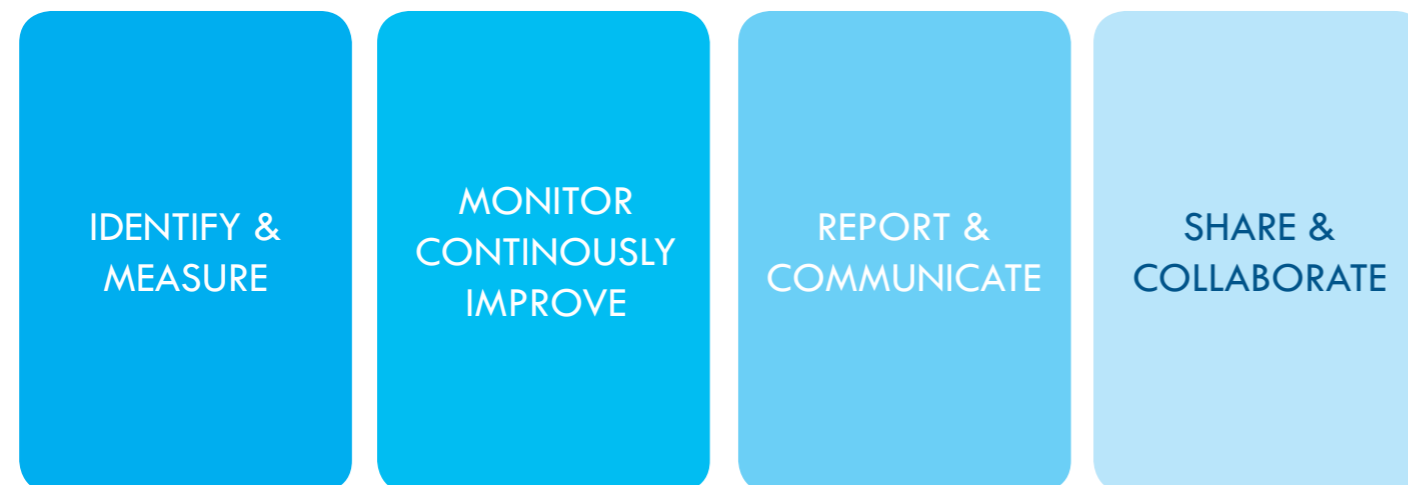 IDENTIFY &
MEASURE
MONITOR
CONTINOUSLY
IMPROVE
REPORT &
COMMUNICATE
SHARE &
COLLABORATE